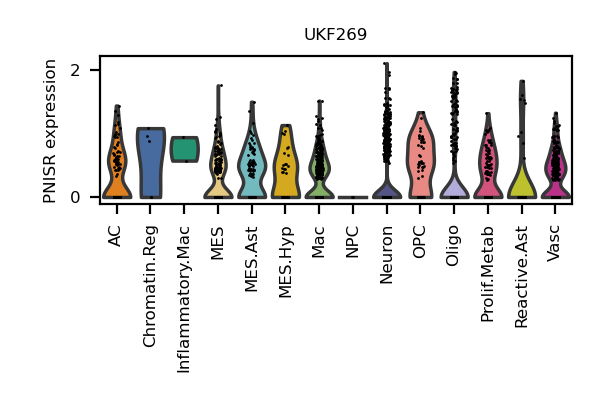 UKF269
PNISR expression
2
0
AC
Chromatin.Reg
Inflammatory.Mac
MES
MES.Ast
MES.Hyp
Mac
NPC
Neuron
OPC
Oligo
Prolif.Metab
Reactive.Ast
Vasc